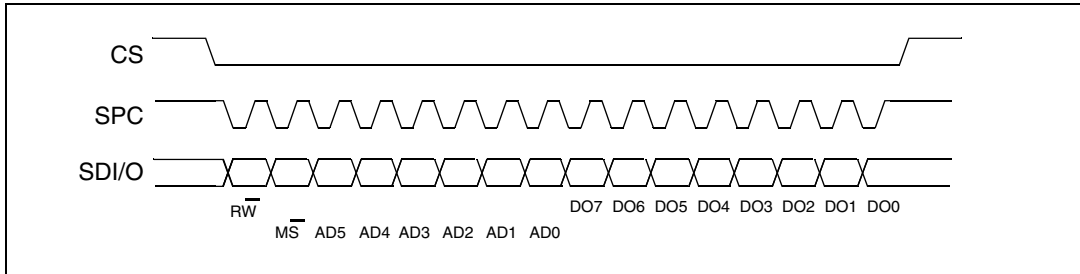 CS
SPC
SDI/O
RW DO7 DO6 DO5 DO4 DO3 DO2 DO1 DO0
MS AD5 AD4 AD3 AD2 AD1 AD0